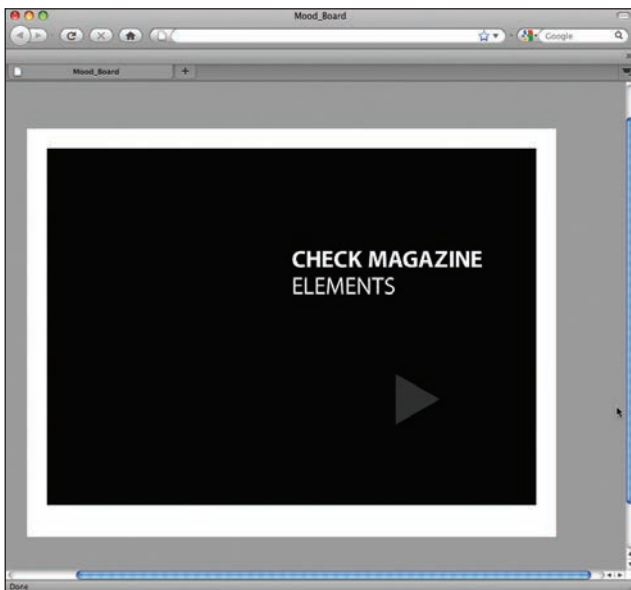 Mood_Board
Google
Mood_Board
+
CHECK MAGAZINE
ELEMENTS
Done